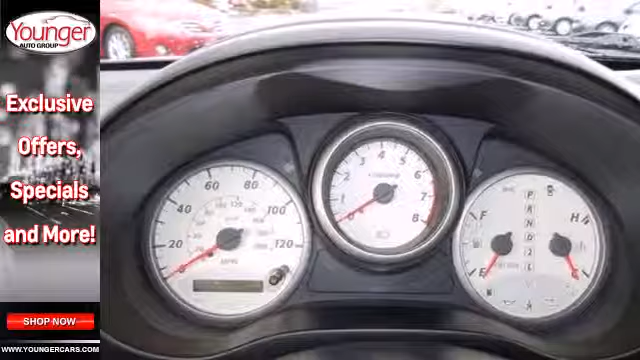 Younger
AUTO GROUP
Exclusive
Offers,
Specials
and More!
SHOP NOW
WWW.YOUNGERCARS.COM
20
40
60
80
100
120
MPH
1
2
3
4
5
6
7
8
F
E
P
R
N
D
2
L
H